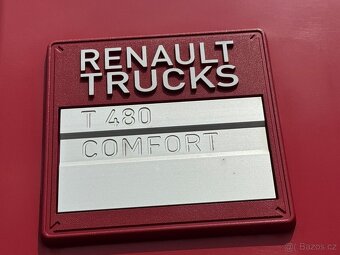 RENAULT
TRUCKS
T 480
COMFORT
Bazos.cz